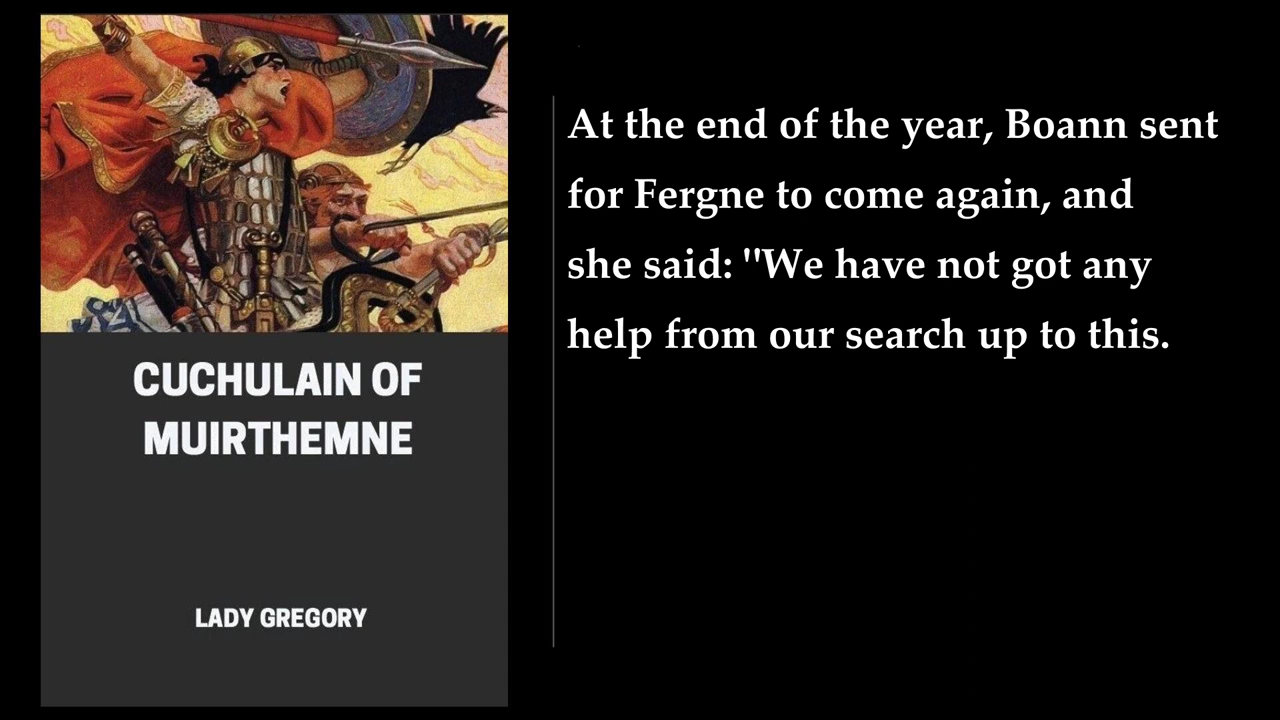 CUCHULAIN OF
MUIRTHEMNE
LADY GREGORY
At the end of the year, Boann sent
for Fergne to come again, and
she said: "We have not got any
help from our search up to this.